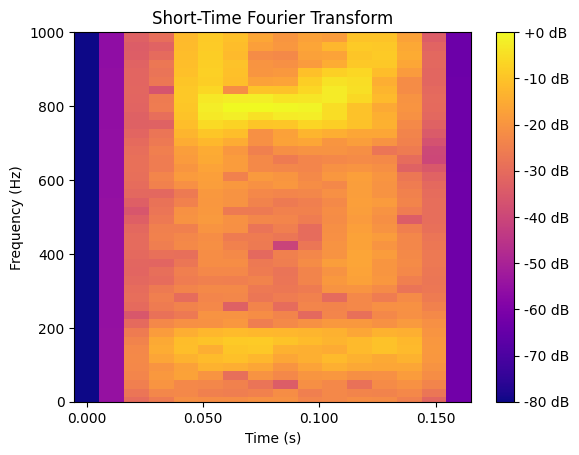 Short-Time Fourier Transform
1000
800
600
400
200
0
Frequency (Hz)
0.000
0.050
0.100
0.150
Time (s)
+0 dB
-10 dB
-20 dB
-30 dB
-40 dB
-50 dB
-60 dB
-70 dB
-80 dB